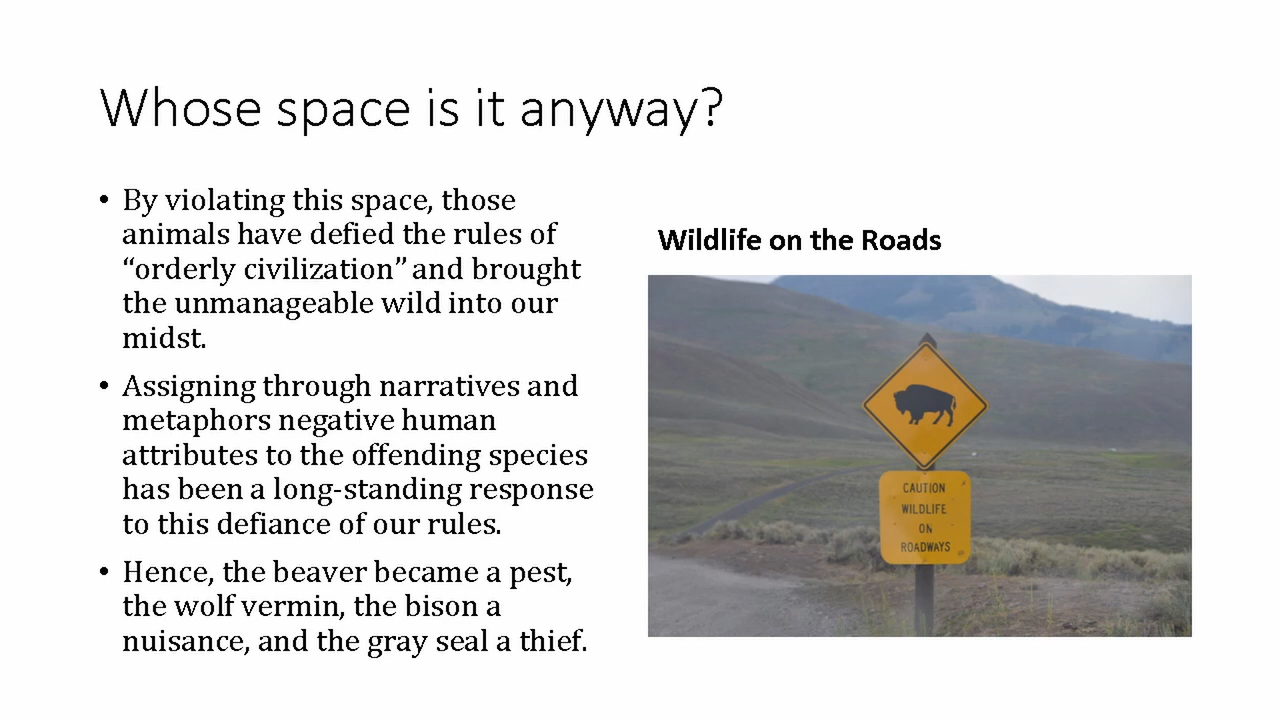 Whose space is it anyway?
• By violating this space, those
animals have defied the rules of
“orderly civilization” and brought
the unmanageable wild into our
midst.
• Assigning through narratives and
metaphors negative human
attributes to the offending species
has been a long-standing response
to this defiance of our rules.
• Hence, the beaver became a pest,
the wolf vermin, the bison a
nuisance, and the gray seal a thief.
Wildlife on the Roads
CAUTION
WILDLIFE
ON
ROADWAYS